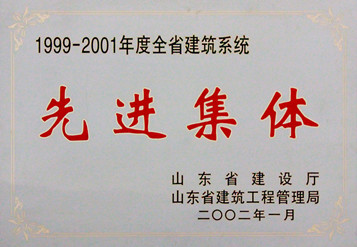 1999-2001年度全省建筑系统
先进集体
山东省建设厅
山东省建筑工程管理局
二〇〇二年一月